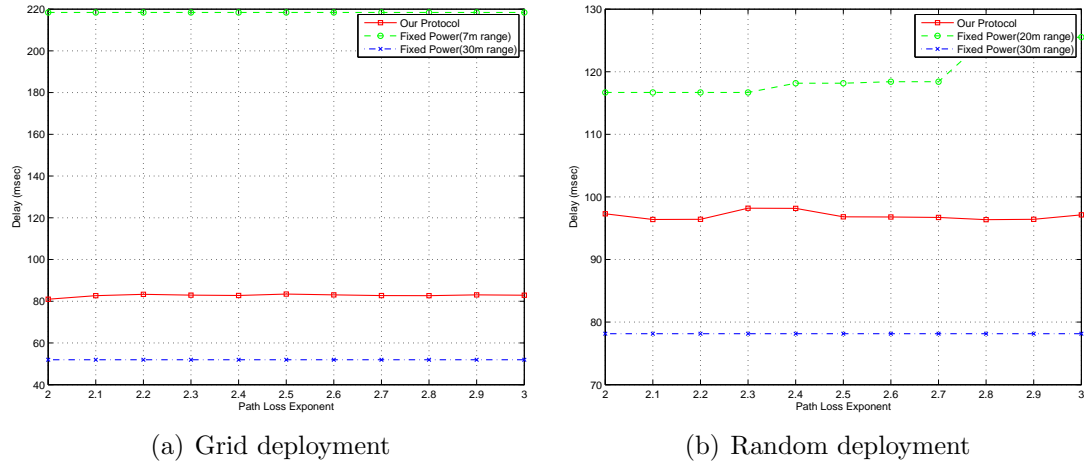 220
200
180
160
140
120
100
80
60
40
Delay (msec)
2 2.1 2.2 2.3 2.4 2.5 2.6 2.7 2.8 2.9 3
Path Loss Exponent
Our Protocol
Fixed Power(7m range)
Fixed Power(30m range)
(a) Grid deployment
130
120
110
100
90
80
70
Delay (msec)
2 2.1 2.2 2.3 2.4 2.5 2.6 2.7 2.8 2.9 3
Path Loss Exponent
Our Protocol
Fixed Power(20m range)
Fixed Power(30m range)
(b) Random deployment